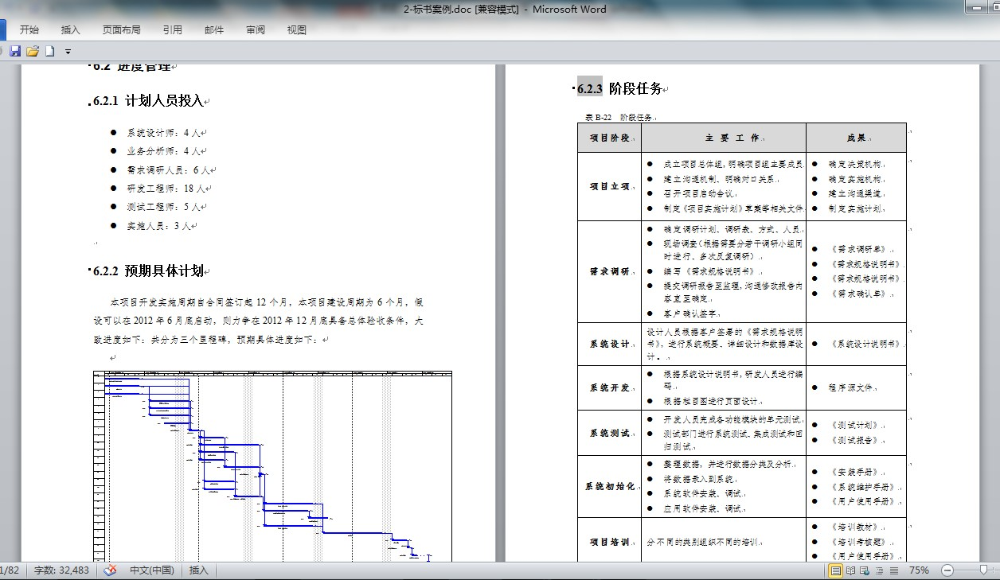 2-标书案例.doc [兼容模式] - Microsoft Word
开始 插入 页面布局 引用 邮件 审阅 视图
6.2 进度管理
6.2.1 计划人员投入
● 系统设计师：4 人
● 业务分析师：4 人
● 需求调研人员：6 人
● 研发工程师：18 人
● 测试工程师：5 人
● 实施人员：3 人
6.2.2 预期具体计划
本项目开发实施周期自合同签订起 12 个月，本项目建设周期为 6 个月，假
设可以在 2012 年 6 月底启动，则力争在 2012 年 12 月底具备总体验收条件，大
致进度如下：共分为三个里程碑，预期具体进度如下：
6.2.3 阶段任务
表 B-22 阶段任务
项目阶段 主 要 工 作 成果
项目立项
● 成立项目总体组，明确项目组主要成员
● 建立沟通机制、明确对口关系
● 召开项目启动会议
● 制定《项目实施计划》草案等相关文件
● 确定决策机构
● 确定实施机构
● 建立沟通渠道
● 制定实施计划
需求调研
● 确定调研计划、调研表、方式、人员
● 现场调查（根据需要分若干调研小组同
时进行、多次反复调研）
● 编写《需求规格说明书》
● 提交调研报告至监理，沟通修改报告内
容直至确定
● 客户确认签字
● 《需求调研单》
● 《需求规格说明书》
● 《需求规格说明书》
● 《需求确认单》
系统设计
设计人员根据客户签署的《需求规格说明
书》，进行系统概要、详细设计和数据库设
计。
● 《系统设计说明书》
系统开发
● 根据系统设计说明书，研发人员进行编
码
● 根据栏目图进行页面设计
● 程序源文件
系统测试
● 开发人员完成各功能模块的单元测试
● 测试部门进行系统测试、集成测试和回
归测试
● 《测试计划》
● 《测试报告》
系统初始化
● 整理数据，并进行数据分类及分析
● 将数据录入到系统
● 系统软件安装、调试
● 应用软件安装、调试
● 《安装手册》
● 《系统维护手册》
● 《用户使用手册》
项目培训
分不同的类别组织不同的培训
● 《培训教材》
● 《培训考核题》
● 《用户使用手册》
1/82 字数: 32,483 中文(中国) 插入 75%